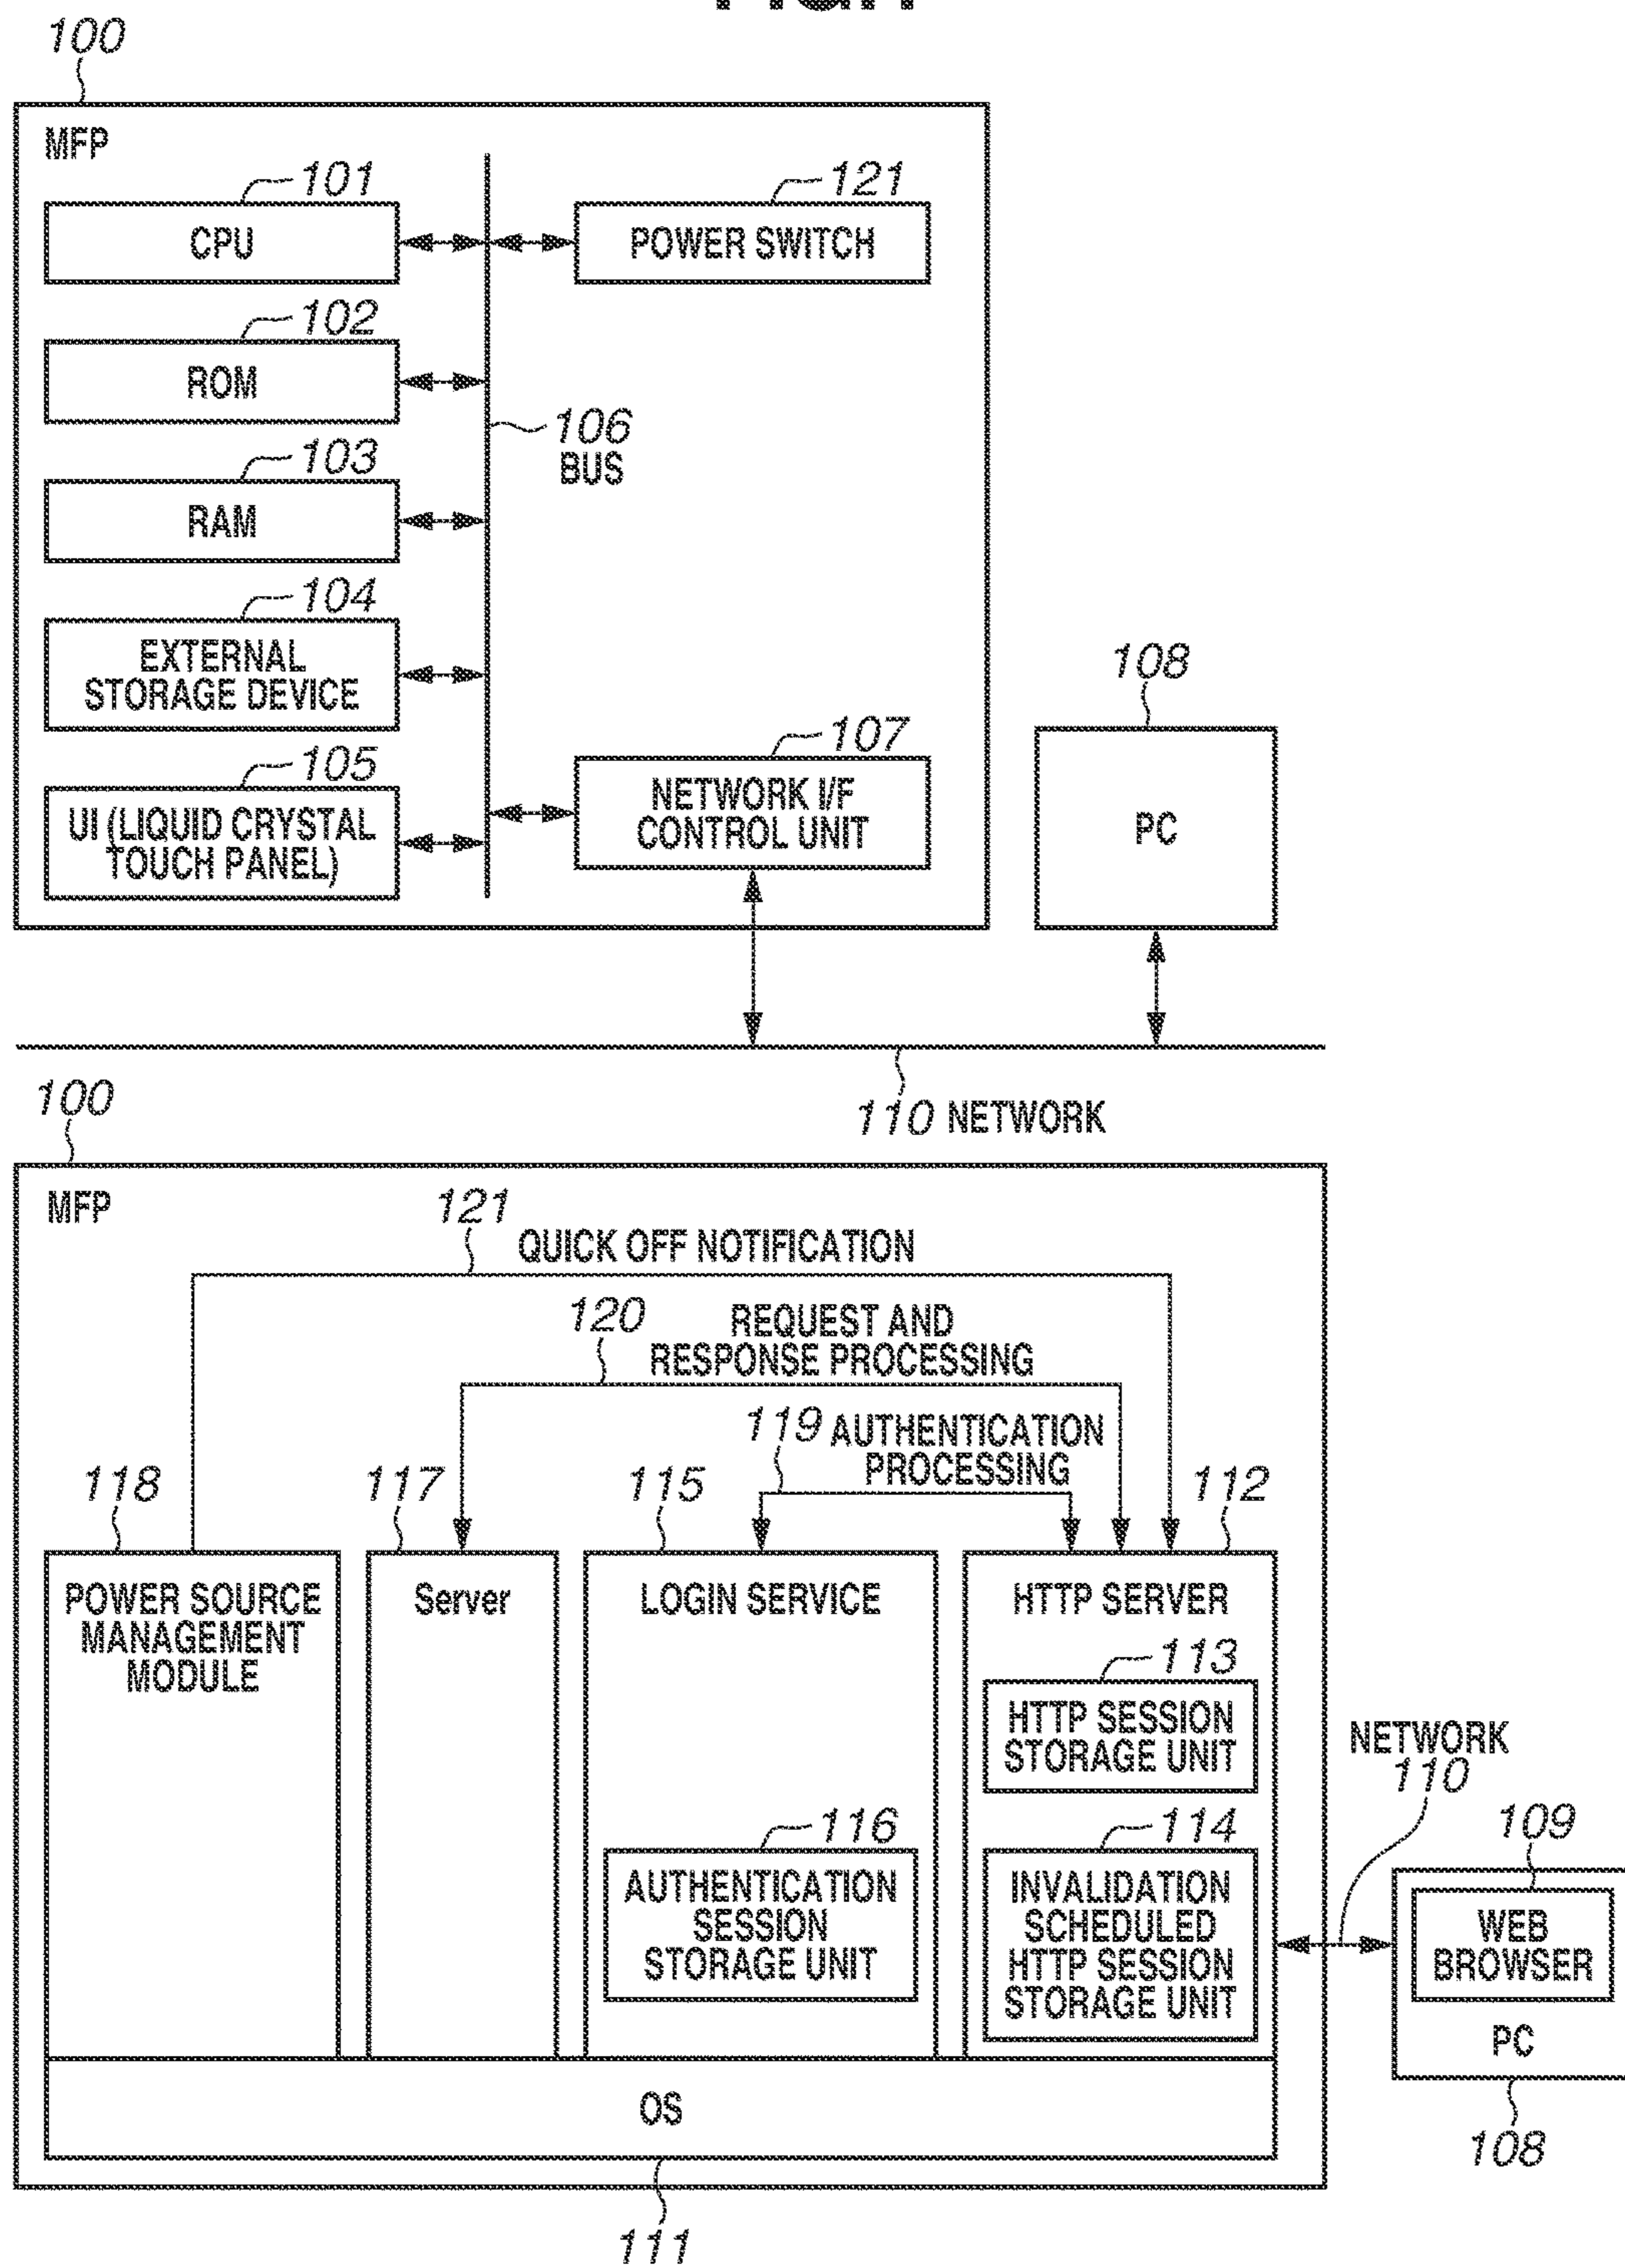 100
MFP
101
CPU
121
POWER SWITCH
102
ROM
106
BUS
103
RAM
104
EXTERNAL
STORAGE DEVICE
108
PC
105
UI (LIQUID CRYSTAL
TOUCH PANEL)
107
NETWORK I/F
CONTROL UNIT
110 NETWORK
100
MFP
121
QUICK OFF NOTIFICATION
120
REQUEST AND
RESPONSE PROCESSING
119 AUTHENTICATION
PROCESSING
118
117
115
112
POWER SOURCE
MANAGEMENT
MODULE
Server
LOGIN SERVICE
HTTP SERVER
113
HTTP SESSION
STORAGE UNIT
116
AUTHENTICATION
SESSION
STORAGE UNIT
114
INVALIDATION
SCHEDULED
HTTP SESSION
STORAGE UNIT
NETWORK
110
109
WEB
BROWSER
PC
108
OS
111